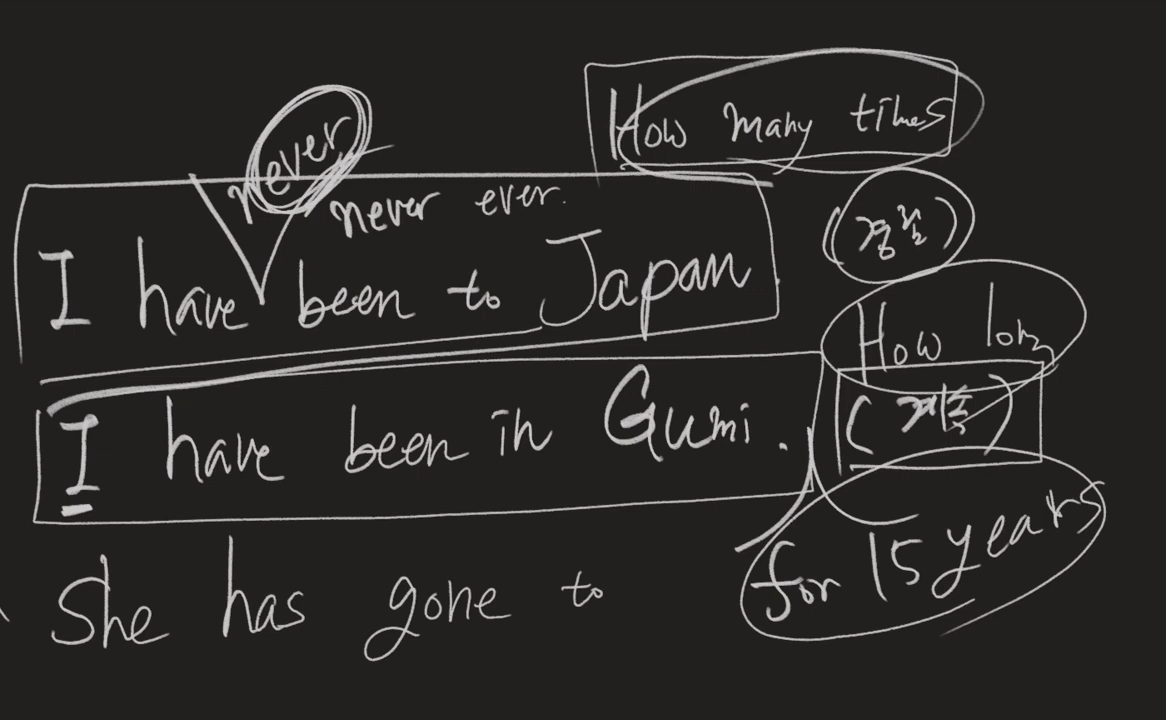 How many times
never
never ever.
(경험)
I have been to Japan
How long
I have been in Gumi.
(계속)
for 15 years
She has gone to